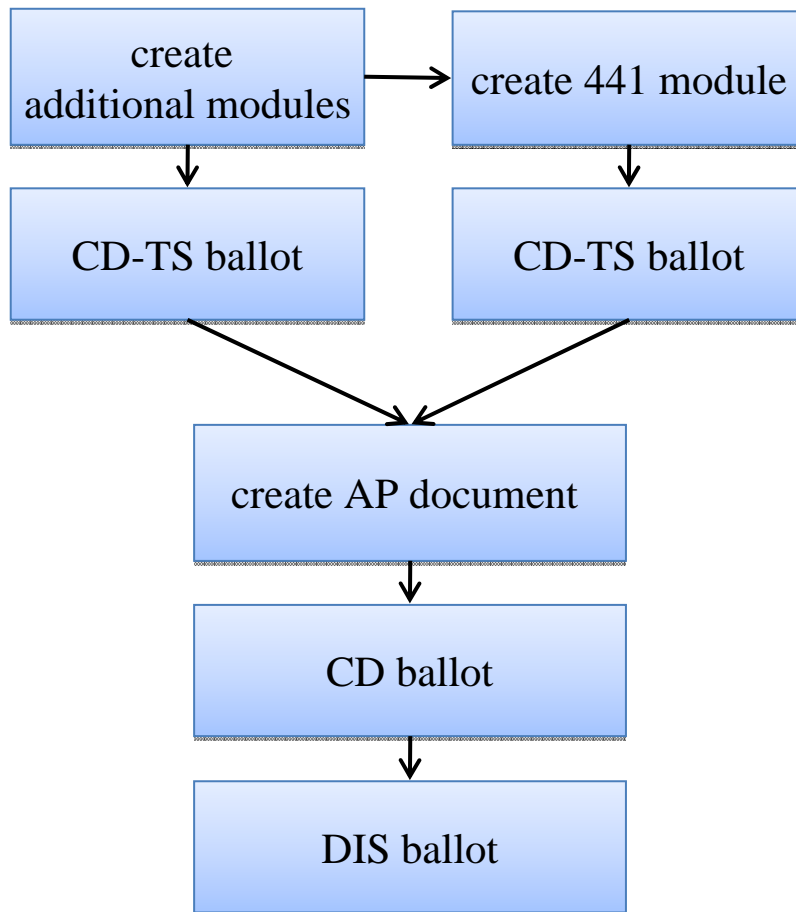 create
additional modules
create 441 module
CD-TS ballot
CD-TS ballot
create AP document
CD ballot
DIS ballot